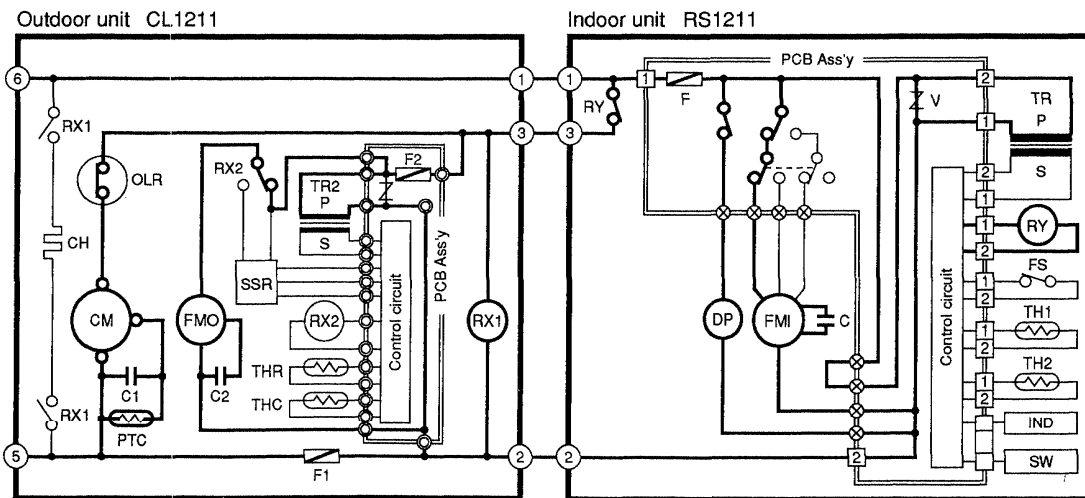 Outdoor unit CL1211
Indoor unit RS1211
PCB Ass'y
6
1
1
1
F
2
V
TR
P
RX1
RY
3
3
1
OLR
RX2
F2
TR2
P
S
2
S
1
CH
SSR
PCB Ass'y
Control circuit
1
RY
2
CM
FMO
RX2
RX1
DP
FMI
C
Control circuit
FS
1
2
TH1
1
2
THR
C1
C2
THC
TH2
1
2
RX1
PTC
IND
5
F1
2
2
2
SW